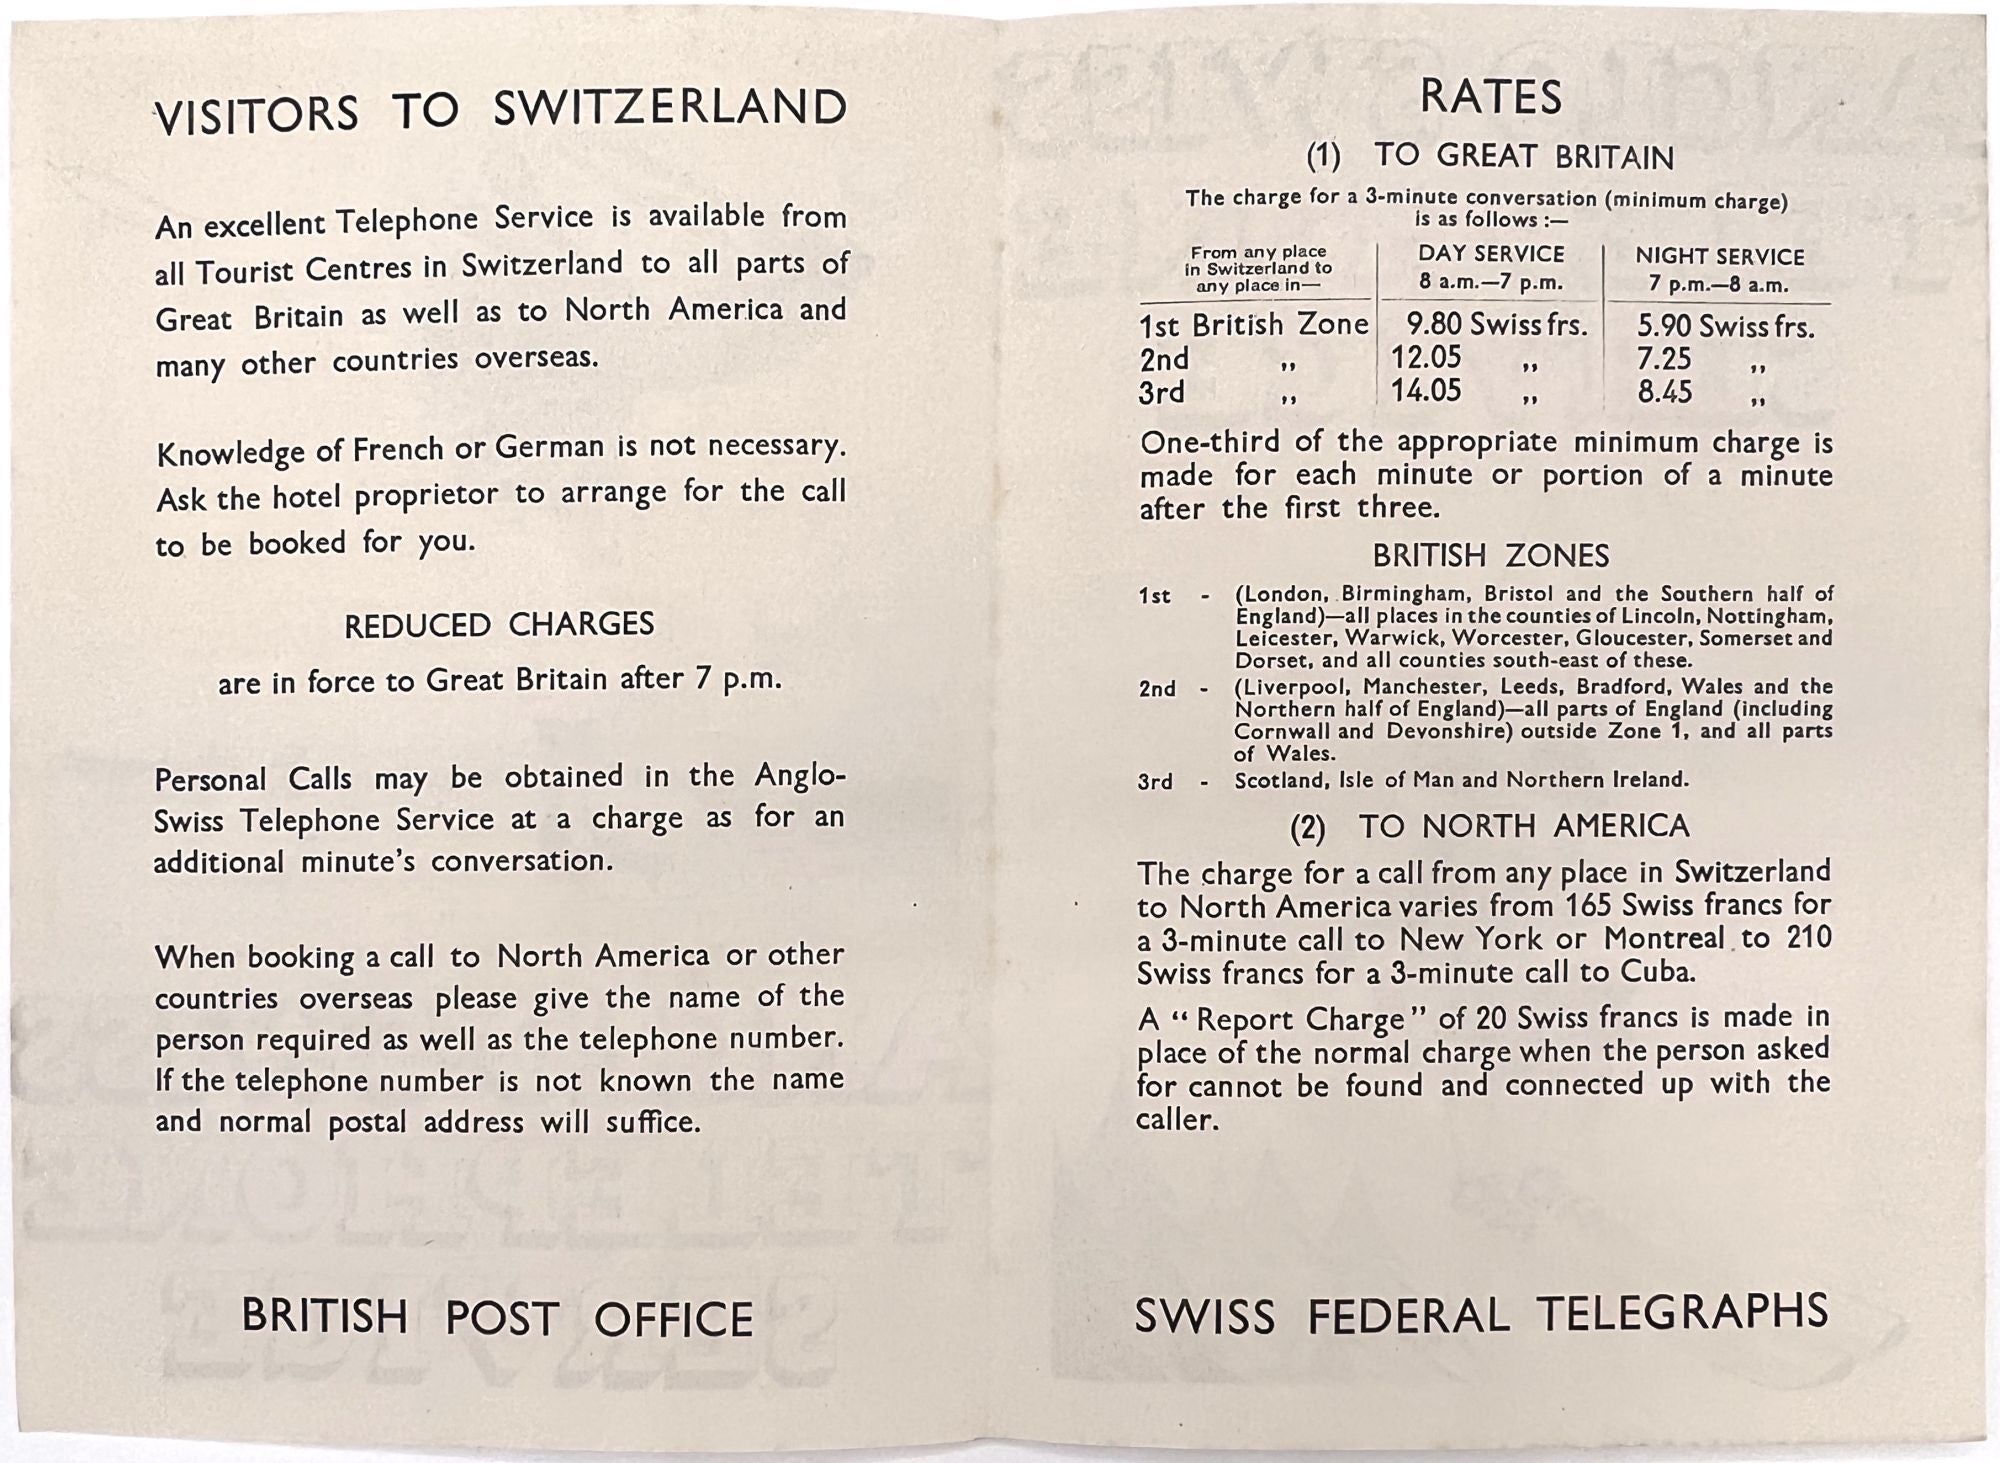 VISITORS TO SWITZERLAND
An excellent Telephone Service is available from
all Tourist Centres in Switzerland to all parts of
Great Britain as well as to North America and
many other countries overseas.
Knowledge of French or German is not necessary.
Ask the hotel proprietor to arrange for the call
to be booked for you.
REDUCED CHARGES
are in force to Great Britain after 7 p.m.
Personal Calls may be obtained in the Anglo-
Swiss Telephone Service at a charge as for an
additional minute's conversation.
When booking a call to North America or other
countries overseas please give the name of the
person required as well as the telephone number.
If the telephone number is not known the name
and normal postal address will suffice.
BRITISH POST OFFICE
RATES
(1) TO GREAT BRITAIN
The charge for a 3-minute conversation (minimum charge)
is as follows :—
From any place
in Switzerland to
any place in—
DAY SERVICE
8 a.m.—7 p.m.
NIGHT SERVICE
7 p.m.—8 a.m.
1st British Zone 9.80 Swiss frs. 5.90 Swiss frs.
2nd ,, 12.05 ,, 7.25 ,,
3rd ,, 14.05 ,, 8.45 ,,
One-third of the appropriate minimum charge is
made for each minute or portion of a minute
after the first three.
BRITISH ZONES
1st - (London, Birmingham, Bristol and the Southern half of
England)—all places in the counties of Lincoln, Nottingham,
Leicester, Warwick, Worcester, Gloucester, Somerset and
Dorset, and all counties south-east of these.
2nd - (Liverpool, Manchester, Leeds, Bradford, Wales and the
Northern half of England)—all parts of England (including
Cornwall and Devonshire) outside Zone 1, and all parts
of Wales.
3rd - Scotland, Isle of Man and Northern Ireland.
(2) TO NORTH AMERICA
The charge for a call from any place in Switzerland
to North America varies from 165 Swiss francs for
a 3-minute call to New York or Montreal to 210
Swiss francs for a 3-minute call to Cuba.
A “ Report Charge ” of 20 Swiss francs is made in
place of the normal charge when the person asked
for cannot be found and connected up with the
caller.
SWISS FEDERAL TELEGRAPHS